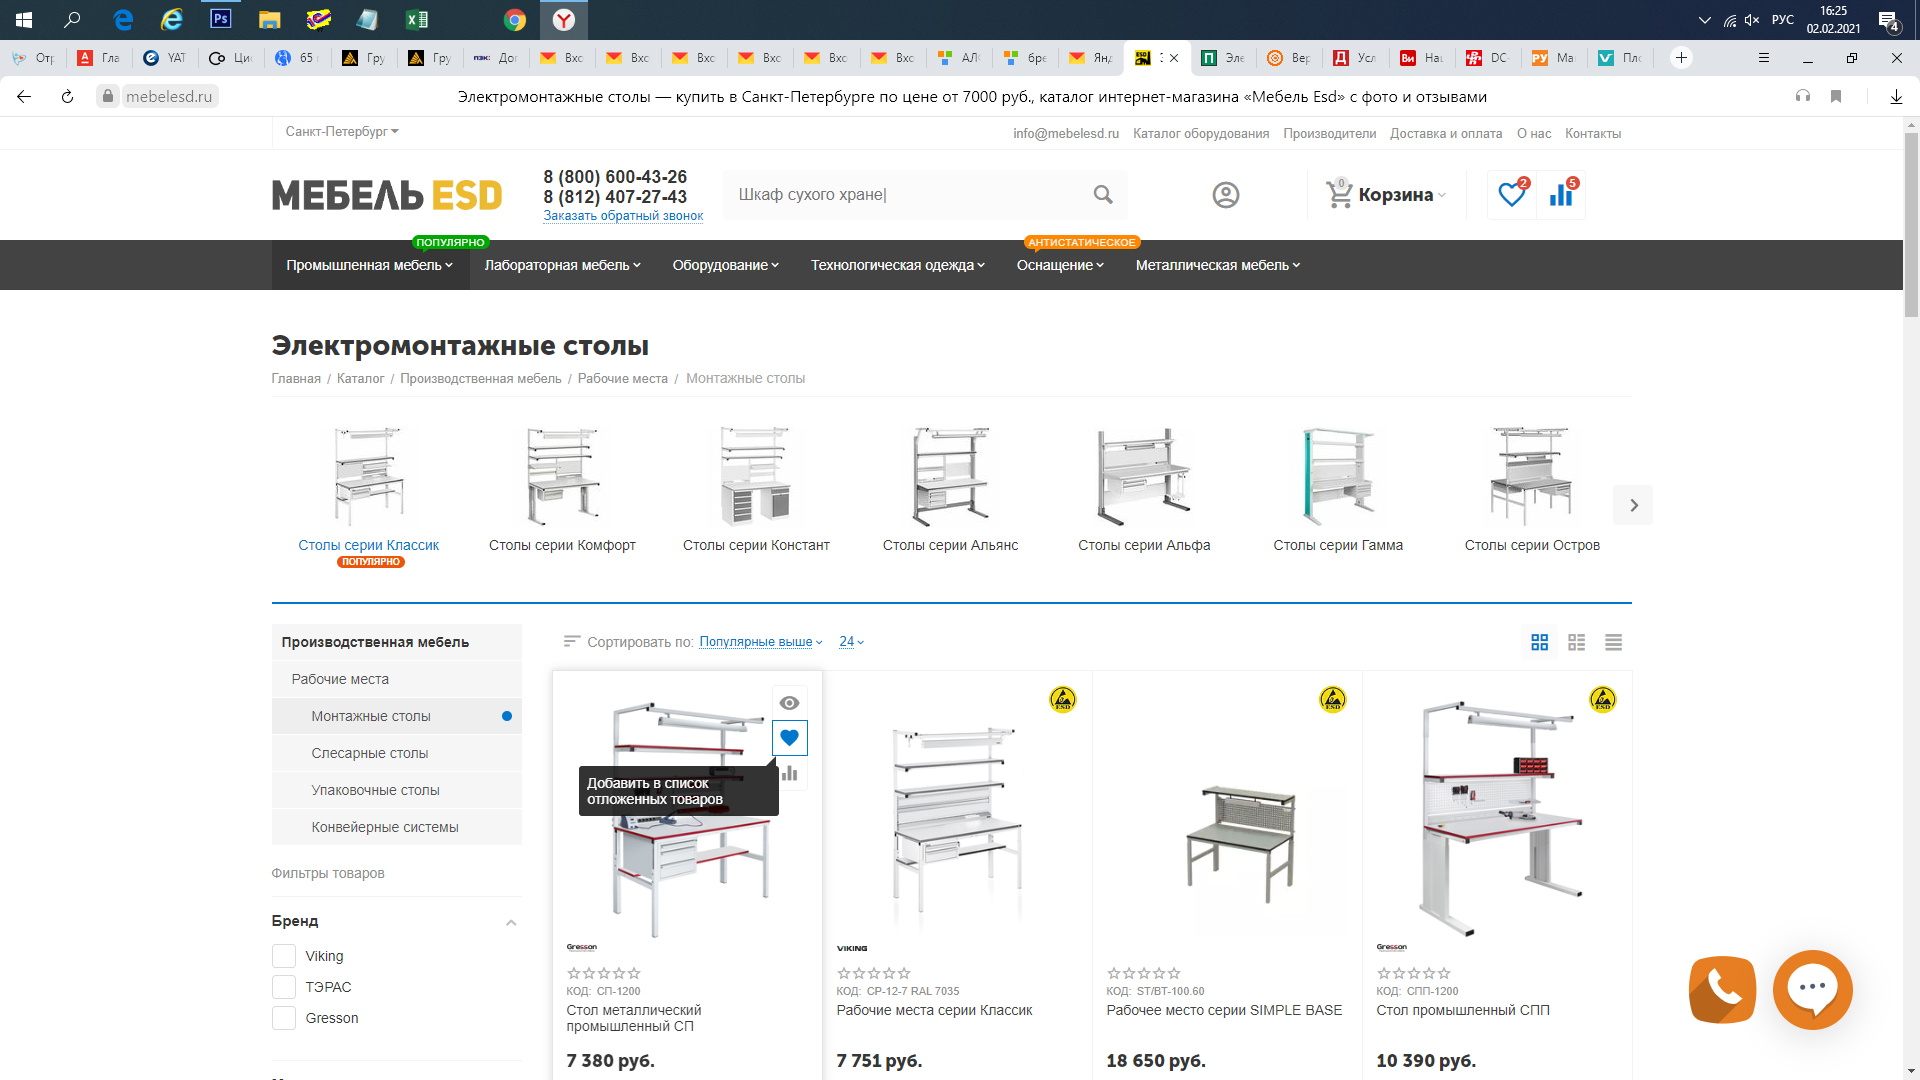 Ps
Y
РУС
16:25
02.02.2021
4
Отр
Гла
YAT
Ци
65
Гру
Гру
Дог
Вхс
Вхс
Вхс
Вхс
Вхс
Вхс
АЛ
бре
Янд
Эле
Вер
Усл
На
DC-
Ма
Пл
mebelesd.ru
Электромонтажные столы — купить в Санкт-Петербурге по цене от 7000 руб., каталог интернет-магазина «Мебель Esd» с фото и отзывами
Санкт-Петербург
info@mebelesd.ru Каталог оборудования Производители Доставка и оплата О нас Контакты
МЕБЕЛЬ ESD
8 (800) 600-43-26
8 (812) 407-27-43
Заказать обратный звонок
Шкаф сухого хране
0
Корзина
2
5
ПОПУЛЯРНО
АНТИСТАТИЧЕСКОЕ
Промышленная мебель Лабораторная мебель Оборудование Технологическая одежда Оснащение Металлическая мебель
Электромонтажные столы
Главная / Каталог / Производственная мебель / Рабочие места / Монтажные столы
Столы серии Классик
ПОПУЛЯРНО
Столы серии Комфорт
Столы серии Констант
Столы серии Альянс
Столы серии Альфа
Столы серии Гамма
Столы серии Остров
Производственная мебель
Рабочие места
Монтажные столы
Слесарные столы
Упаковочные столы
Конвейерные системы
Фильтры товаров
Бренд
Viking
ТЭРАС
Gresson
Сортировать по: Популярные выше 24
Добавить в список
отложенных товаров
Gresson
КОД: СП-1200
Стол металлический
промышленный СП
7 380 руб.
ESD
VIKING
КОД: СР-12-7 RAL 7035
Рабочие места серии Классик
7 751 руб.
ESD
КОД: ST/BT-100.60
Рабочее место серии SIMPLE BASE
18 650 руб.
ESD
Gresson
КОД: СПП-1200
Стол промышленный СПП
10 390 руб.